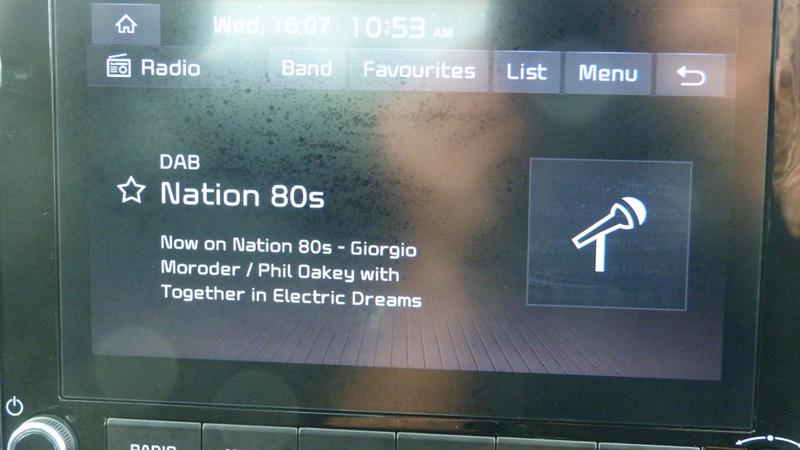 Wed, 16.07 10:53 AM
Radio Band Favourites List Menu
DAB
Nation 80s
Now on Nation 80s - Giorgio
Moroder / Phil Oakey with
Together in Electric Dreams
RADIO